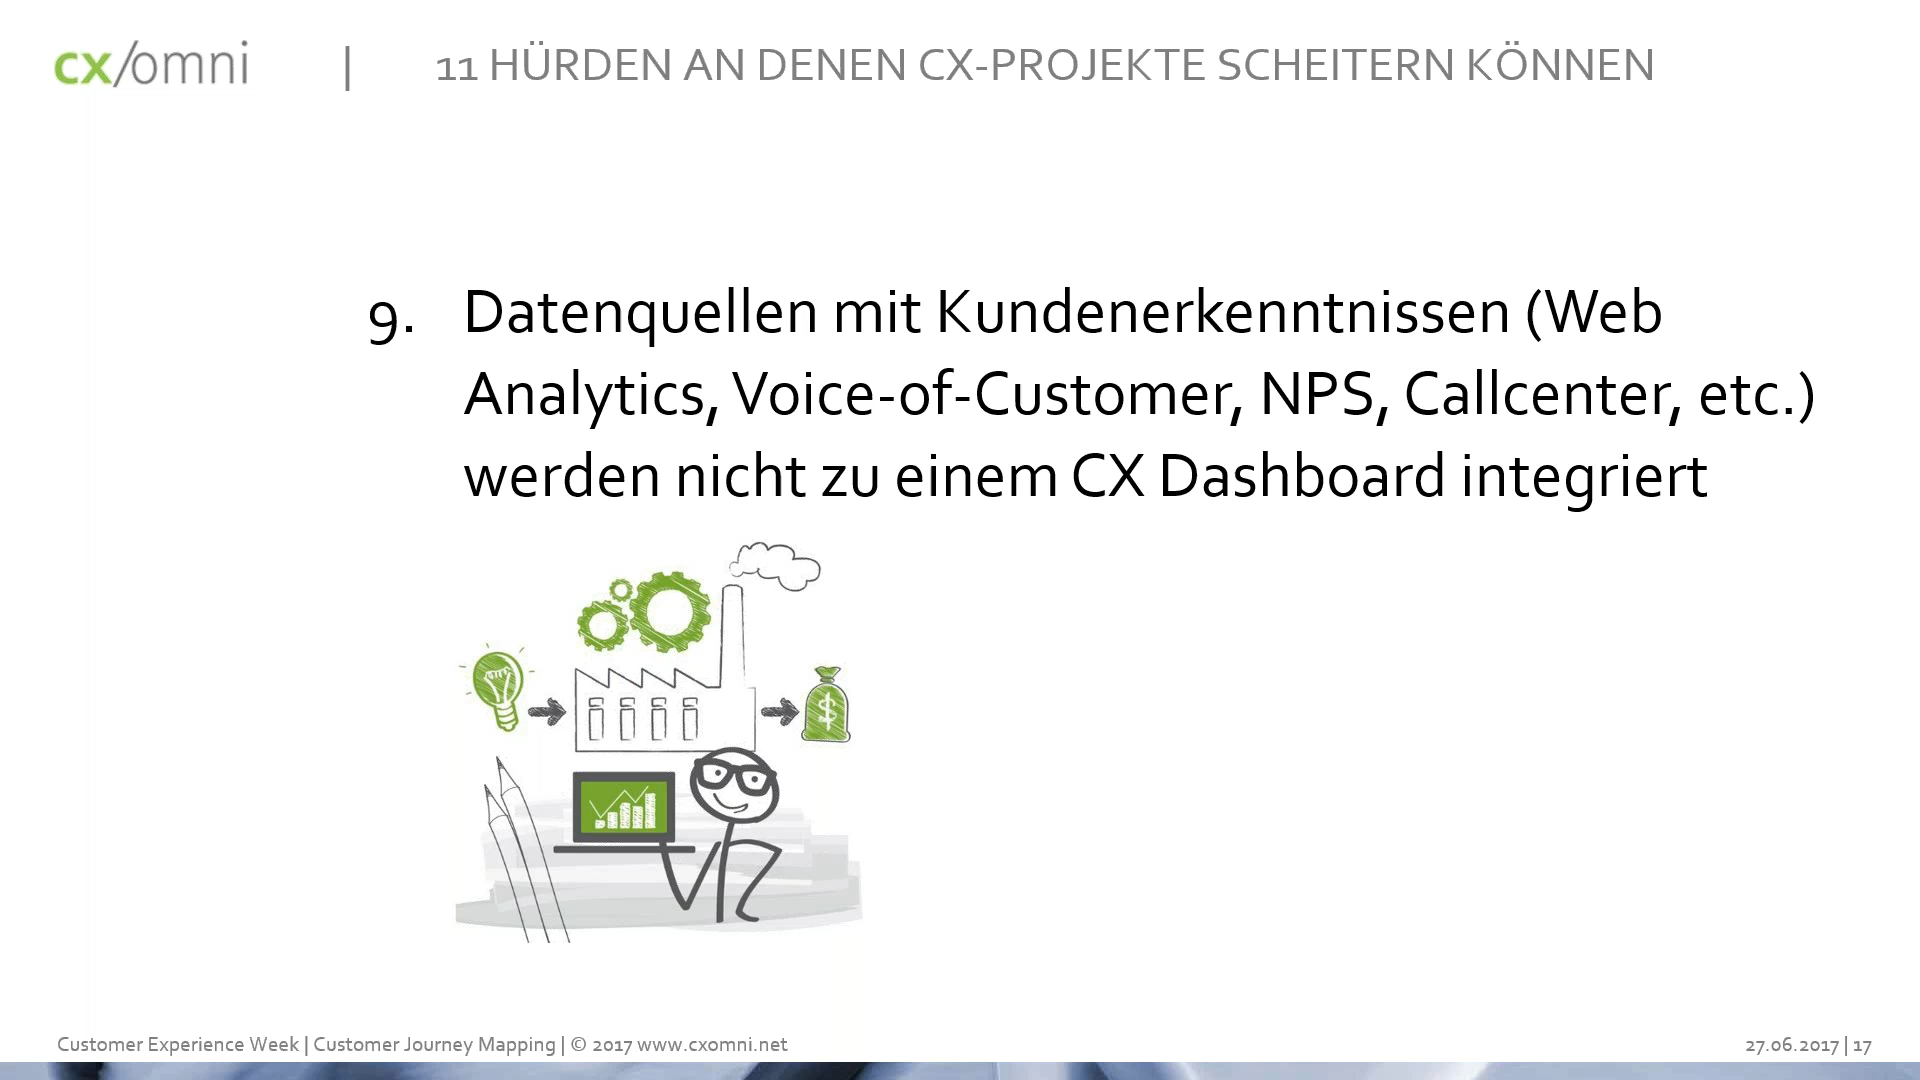 cx/omni | 11 HÜRDEN AN DENEN CX-PROJEKTE SCHEITERN KÖNNEN
9. Datenquellen mit Kundenerkenntnissen (Web
Analytics, Voice-of-Customer, NPS, Callcenter, etc.)
werden nicht zu einem CX Dashboard integriert
$
Customer Experience Week | Customer Journey Mapping | © 2017 www.cxomni.net
27.06.2017 | 17